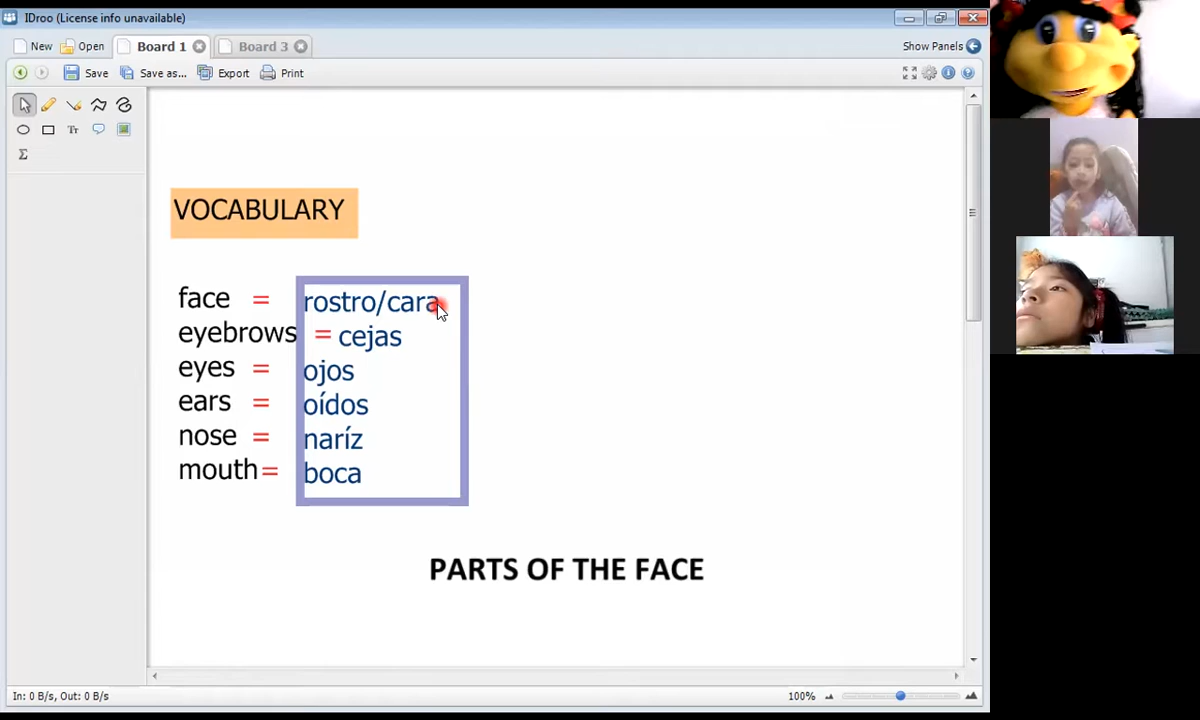 IDroo (License info unavailable)
New Open Board 1 Board 3 Show Panels
Save Save as... Export Print
Tт
Σ
VOCABULARY
face = rostro/cara
eyebrows = cejas
eyes = ojos
ears = oídos
nose = naríz
mouth= boca
PARTS OF THE FACE
In: 0 B/s, Out: 0 B/s 100%